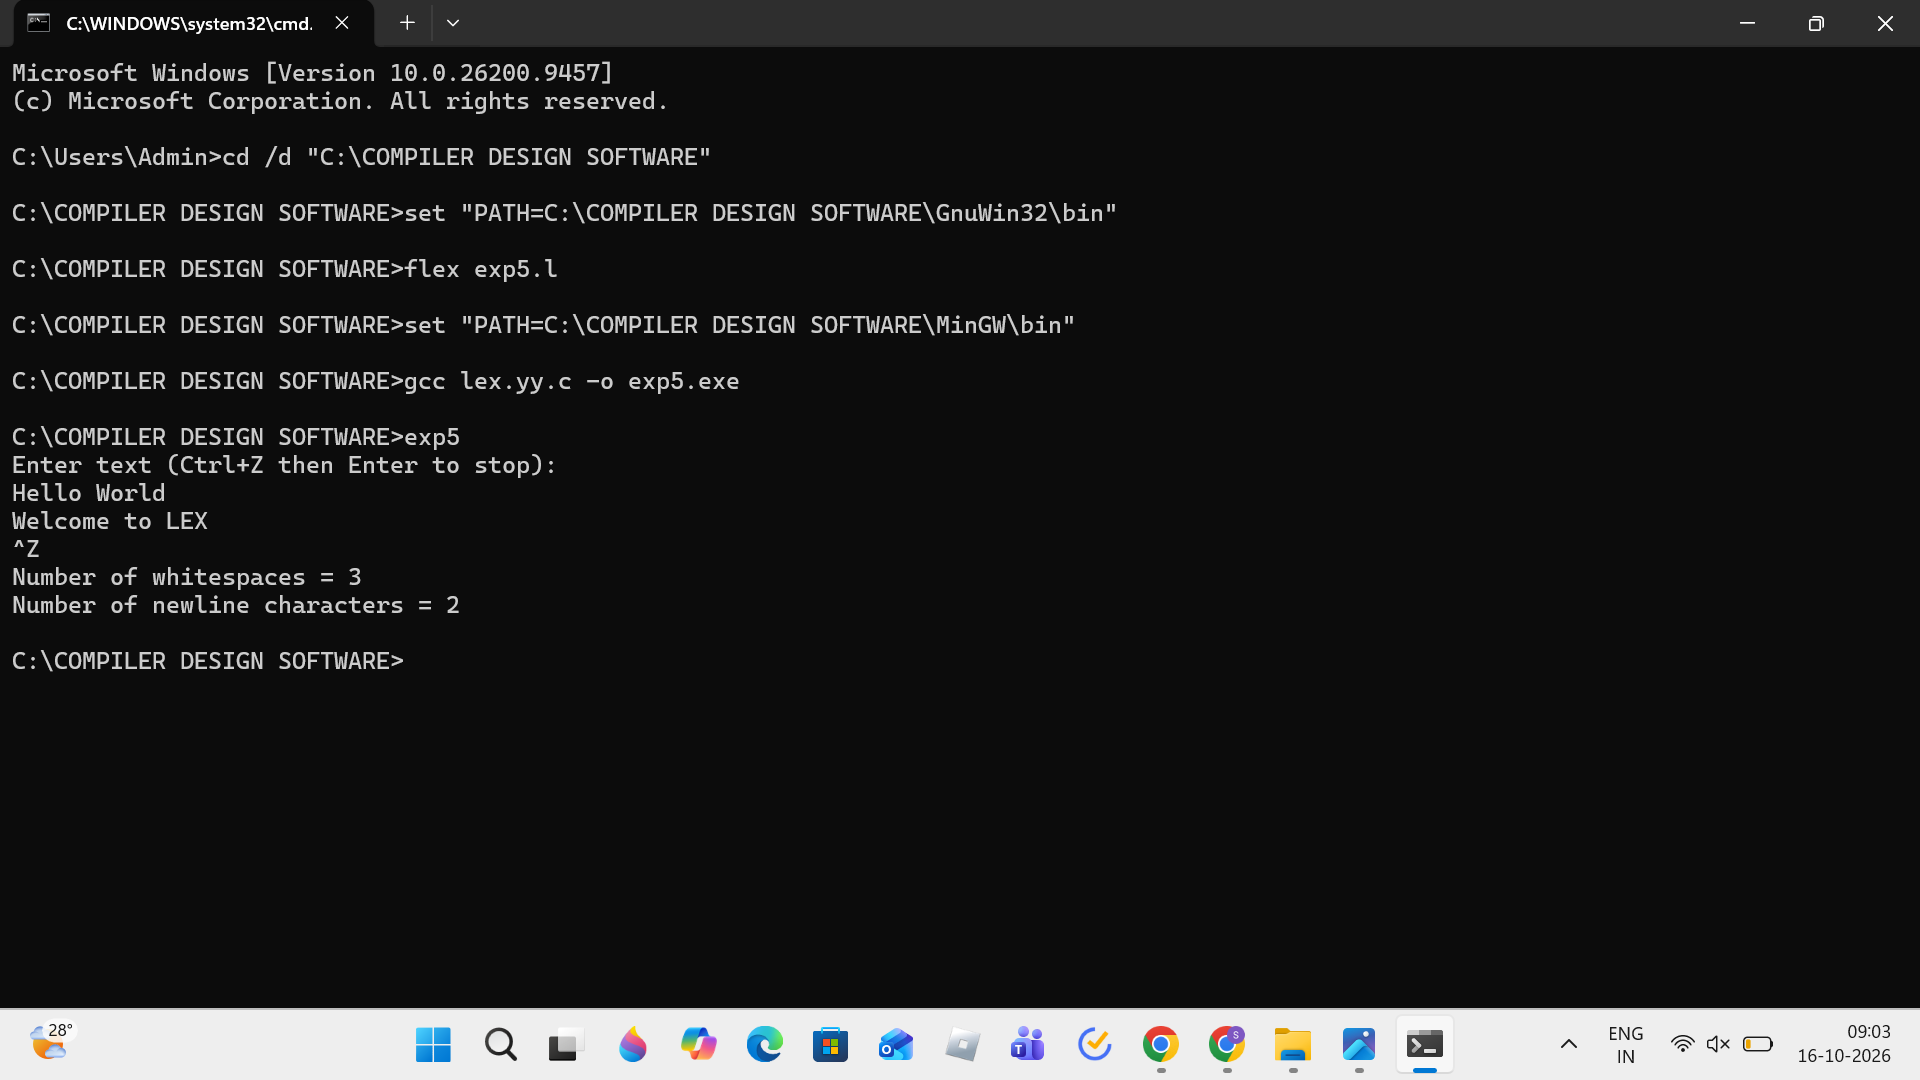 C:\WINDOWS\system32\cmd.
Microsoft Windows [Version 10.0.26200.9457]
(c) Microsoft Corporation. All rights reserved.
C:\Users\Admin>cd /d "C:\COMPILER DESIGN SOFTWARE"
C:\COMPILER DESIGN SOFTWARE>set "PATH=C:\COMPILER DESIGN SOFTWARE\GnuWin32\bin"
C:\COMPILER DESIGN SOFTWARE>flex exp5.l
C:\COMPILER DESIGN SOFTWARE>set "PATH=C:\COMPILER DESIGN SOFTWARE\MinGW\bin"
C:\COMPILER DESIGN SOFTWARE>gcc lex.yy.c -o exp5.exe
C:\COMPILER DESIGN SOFTWARE>exp5
Enter text (Ctrl+Z then Enter to stop):
Hello World
Welcome to LEX
^Z
Number of whitespaces = 3
Number of newline characters = 2
C:\COMPILER DESIGN SOFTWARE>
28°
ENG
IN
09:03
16-10-2026